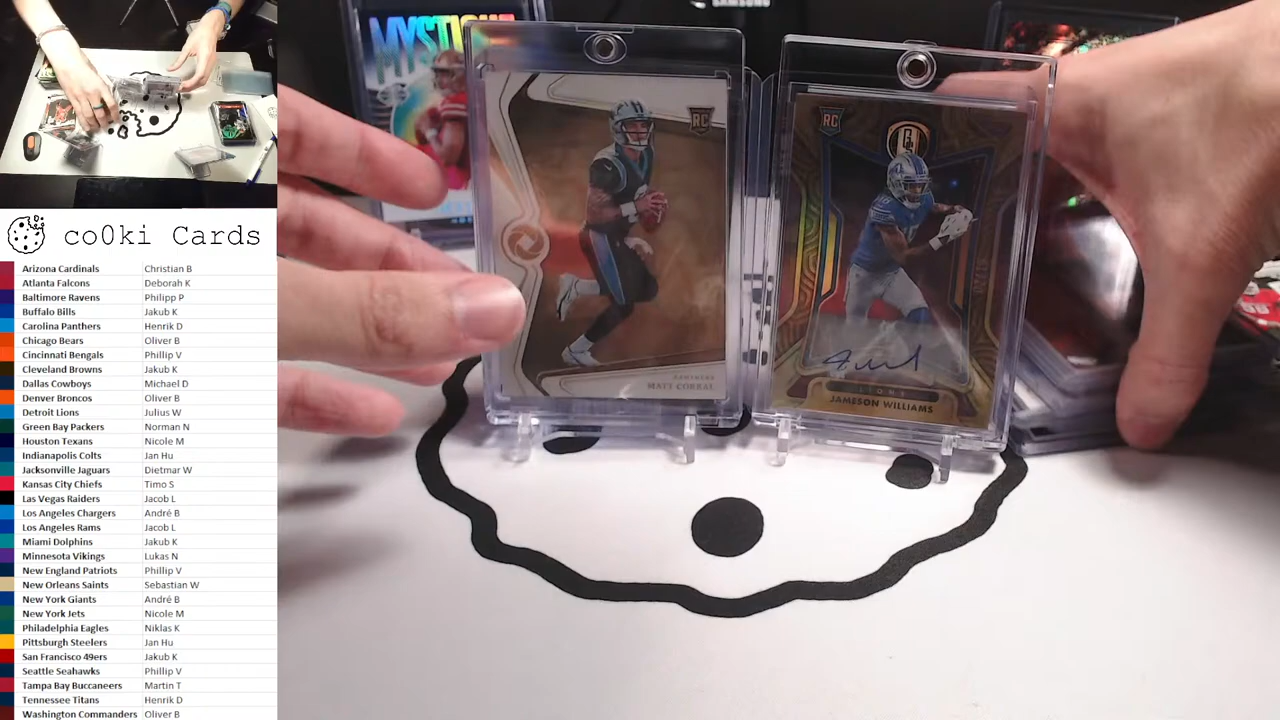 co0ki Cards
Arizona Cardinals Christian B
Atlanta Falcons Deborah K
Baltimore Ravens Philipp P
Buffalo Bills Jakub K
Carolina Panthers Henrik D
Chicago Bears Oliver B
Cincinnati Bengals Phillip V
Cleveland Browns Jakub K
Dallas Cowboys Michael D
Denver Broncos Oliver B
Detroit Lions Julius W
Green Bay Packers Norman N
Houston Texans Nicole M
Indianapolis Colts Jan Hu
Jacksonville Jaguars Dietmar W
Kansas City Chiefs Timo S
Las Vegas Raiders Jacob L
Los Angeles Chargers André B
Los Angeles Rams Jacob L
Miami Dolphins Jakub K
Minnesota Vikings Lukas N
New England Patriots Phillip V
New Orleans Saints Sebastian W
New York Giants André B
New York Jets Nicole M
Philadelphia Eagles Niklas K
Pittsburgh Steelers Jan Hu
San Francisco 49ers Jakub K
Seattle Seahawks Phillip V
Tampa Bay Buccaneers Martin T
Tennessee Titans Henrik D
Washington Commanders Oliver B
SAMSUNG
RC
PANTHERS
MATT CORRAL
RC
LIONS
JAMESON WILLIAMS